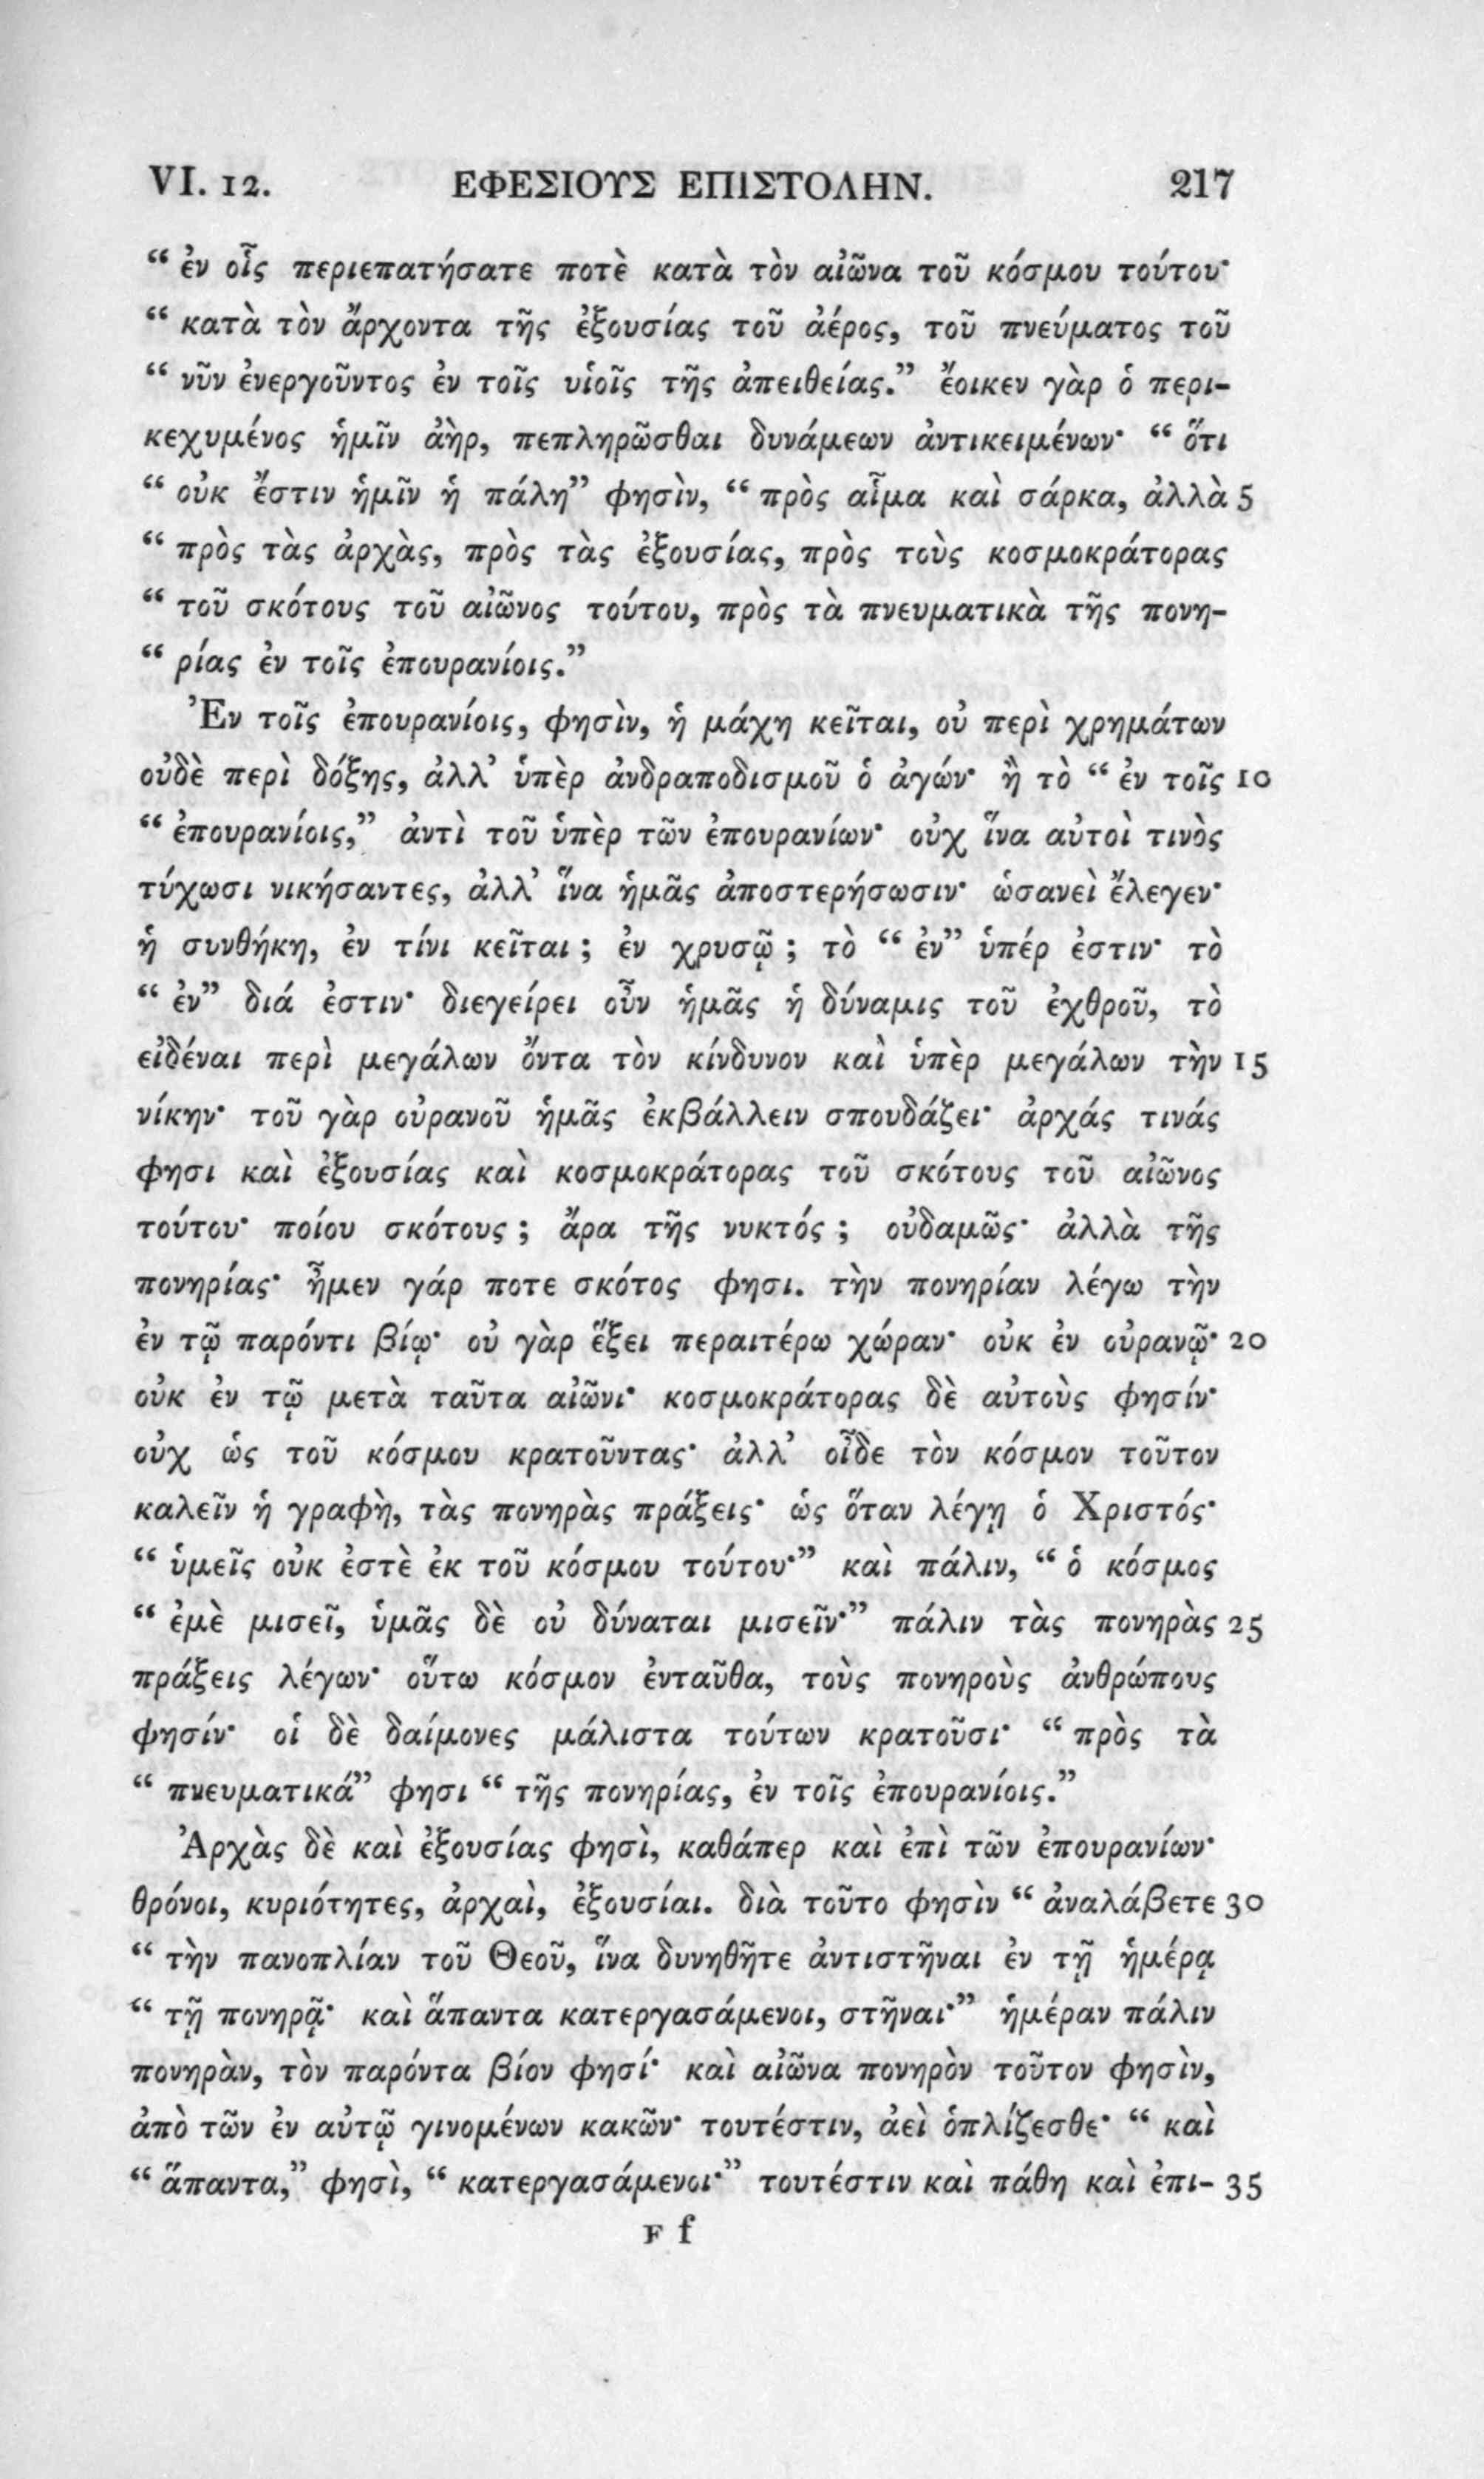 VI. 12. ΕΦΕΣΙΟΥΣ ΕΠΙΣΤΟΛΗΝ. 217
“ ἐν οἷς περιεπατήσατε ποτὲ κατὰ τὸν αἰῶνα τοῦ κόσμου τούτου·
“ κατὰ τὸν ἄρχοντα τῆς ἐξουσίας τοῦ ἀέρος, τοῦ πνεύματος τοῦ
“ νῦν ἐνεργοῦντος ἐν τοῖς υἱοῖς τῆς ἀπειθείας.” ἔοικεν γὰρ ὁ περι-
κεχυμένος ἡμῖν ἀὴρ, πεπληρῶσθαι δυνάμεων ἀντικειμένων· “ ὅτι
“ οὐκ ἔστιν ἡμῖν ἡ πάλη” φησὶν, “ πρὸς αἷμα καὶ σάρκα, ἀλλὰ 5
“ πρὸς τὰς ἀρχὰς, πρὸς τὰς ἐξουσίας, πρὸς τοὺς κοσμοκράτορας
“ τοῦ σκότους τοῦ αἰῶνος τούτου, πρὸς τὰ πνευματικὰ τῆς πονη-
“ ρίας ἐν τοῖς ἐπουρανίοις.”
Ἐν τοῖς ἐπουρανίοις, φησὶν, ἡ μάχη κεῖται, οὐ περὶ χρημάτων
οὐδὲ περὶ δόξης, ἀλλ’ ὑπὲρ ἀνδραποδισμοῦ ὁ ἀγών· ἢ τὸ “ ἐν τοῖς 10
“ ἐπουρανίοις,” ἀντὶ τοῦ ὑπὲρ τῶν ἐπουρανίων· οὐχ ἵνα αὐτοὶ τινὸς
τύχωσι νικήσαντες, ἀλλ’ ἵνα ἡμᾶς ἀποστερήσωσιν· ὡσανεὶ ἔλεγεν·
ἡ συνθήκη, ἐν τίνι κεῖται ; ἐν χρυσῷ ; τὸ “ ἐν” ὑπέρ ἐστιν· τὸ
“ ἐν” διά ἐστιν· διεγείρει οὖν ἡμᾶς ἡ δύναμις τοῦ ἐχθροῦ, τὸ
εἰδέναι περὶ μεγάλων ὄντα τὸν κίνδυνον καὶ ὑπὲρ μεγάλων τὴν 15
νίκην· τοῦ γὰρ οὐρανοῦ ἡμᾶς ἐκβάλλειν σπουδάζει· ἀρχάς τινάς
φησι καὶ ἐξουσίας καὶ κοσμοκράτορας τοῦ σκότους τοῦ αἰῶνος
τούτου· ποίου σκότους ; ἄρα τῆς νυκτός ; οὐδαμῶς· ἀλλὰ τῆς
πονηρίας· ἦμεν γάρ ποτε σκότος φησι. τὴν πονηρίαν λέγω τὴν
ἐν τῷ παρόντι βίῳ· οὐ γὰρ ἕξει περαιτέρω χώραν· οὐκ ἐν οὐρανῷ· 20
οὐκ ἐν τῷ μετὰ ταῦτα αἰῶνι· κοσμοκράτορας δὲ αὐτοὺς φησίν·
οὐχ ὡς τοῦ κόσμου κρατοῦντας· ἀλλ’ οἶδε τὸν κόσμον τοῦτον
καλεῖν ἡ γραφὴ, τὰς πονηρὰς πράξεις· ὡς ὅταν λέγῃ ὁ Χριστός·
“ ὑμεῖς οὐκ ἐστὲ ἐκ τοῦ κόσμου τούτου·” καὶ πάλιν, “ ὁ κόσμος
“ ἐμὲ μισεῖ, ὑμᾶς δὲ οὐ δύναται μισεῖν·” πάλιν τὰς πονηρὰς 25
πράξεις λέγων· οὕτω κόσμον ἐνταῦθα, τοὺς πονηροὺς ἀνθρώπους
φησίν· οἱ δὲ δαίμονες μάλιστα τούτων κρατοῦσι· “ πρὸς τὰ
“ πνευματικά” φησι “ τῆς πονηρίας, ἐν τοῖς ἐπουρανίοις.”
Ἀρχὰς δὲ καὶ ἐξουσίας φησὶ, καθάπερ καὶ ἐπὶ τῶν ἐπουρανίων·
θρόνοι, κυριότητες, ἀρχαὶ, ἐξουσίαι. διὰ τοῦτο φησὶν “ ἀναλάβετε 30
“ τὴν πανοπλίαν τοῦ Θεοῦ, ἵνα δυνηθῆτε ἀντιστῆναι ἐν τῇ ἡμέρᾳ
“ τῇ πονηρᾷ· καὶ ἅπαντα κατεργασάμενοι, στῆναι·” ἡμέραν πάλιν
πονηρὰν, τὸν παρόντα βίον φησί· καὶ αἰῶνα πονηρὸν τοῦτον φησὶν,
ἀπὸ τῶν ἐν αὐτῷ γινομένων κακῶν· τουτέστιν, ἀεὶ ὁπλίζεσθε· “ καὶ
“ ἅπαντα,” φησὶ, “ κατεργασάμενοι·” τουτέστιν καὶ πάθη καὶ ἐπι- 35
F f